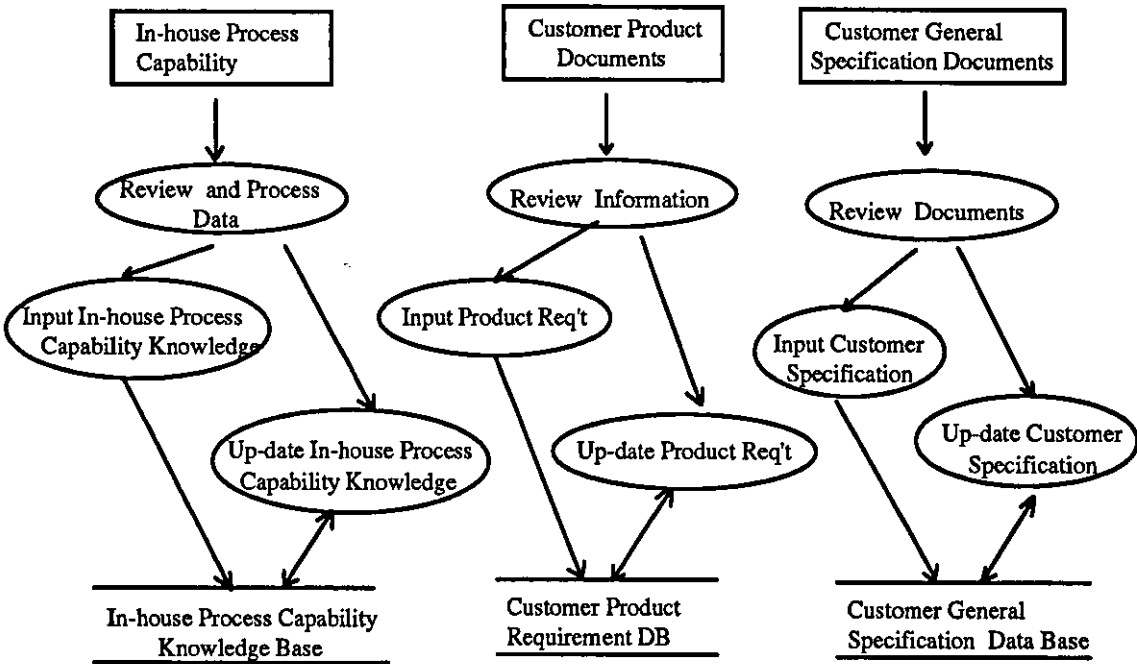 In-house Process
Capability
Customer Product
Documents
Customer General
Specification Documents
Review and Process
Data
Review Information
Review Documents
Input In-house Process
Capability Knowledge
Input Product Req't
Input Customer
Specification
Up-date In-house Process
Capability Knowledge
Up-date Product Req't
Up-date Customer
Specification
In-house Process Capability
Knowledge Base
Customer Product
Requirement DB
Customer General
Specification Data Base